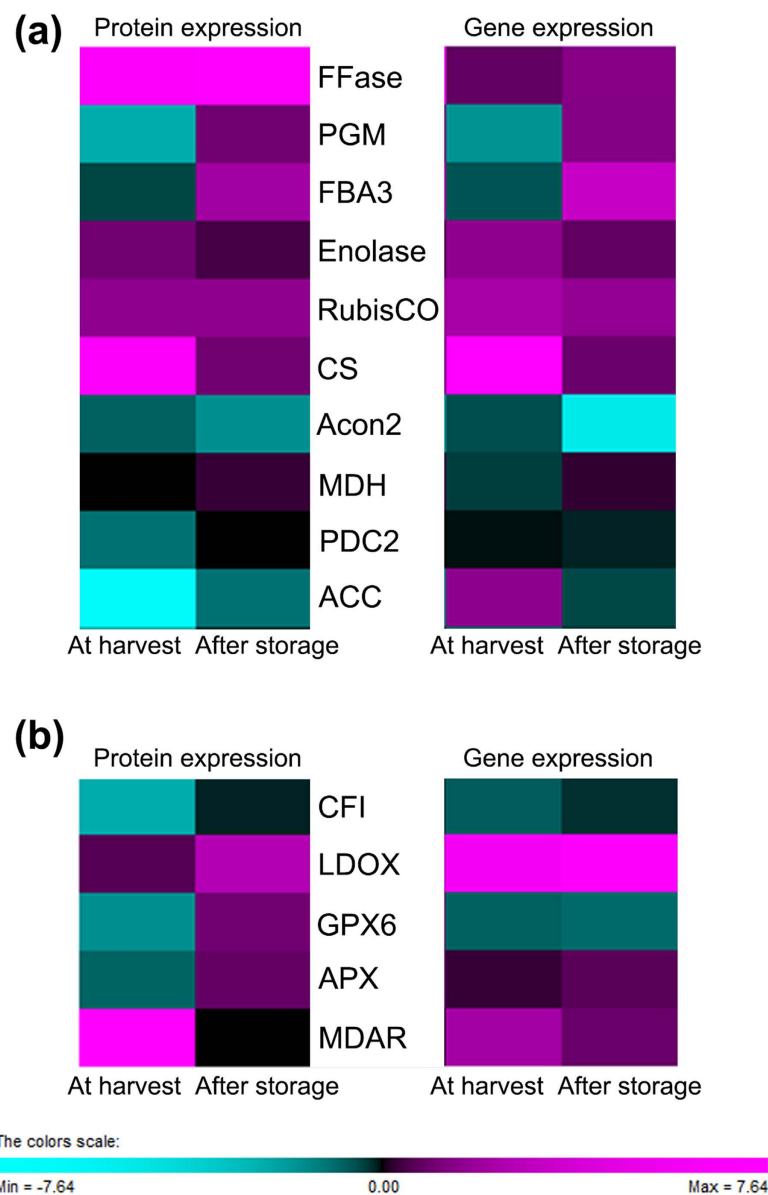 (a)
Protein expression Gene expression
FFase
PGM
FBA3
Enolase
RubisCO
CS
Acon2
MDH
PDC2
ACC
At harvest After storage At harvest After storage
(b)
Protein expression Gene expression
CFI
LDOX
GPX6
APX
MDAR
At harvest After storage At harvest After storage
The colors scale:
Min = -7.64 0.00 Max = 7.64